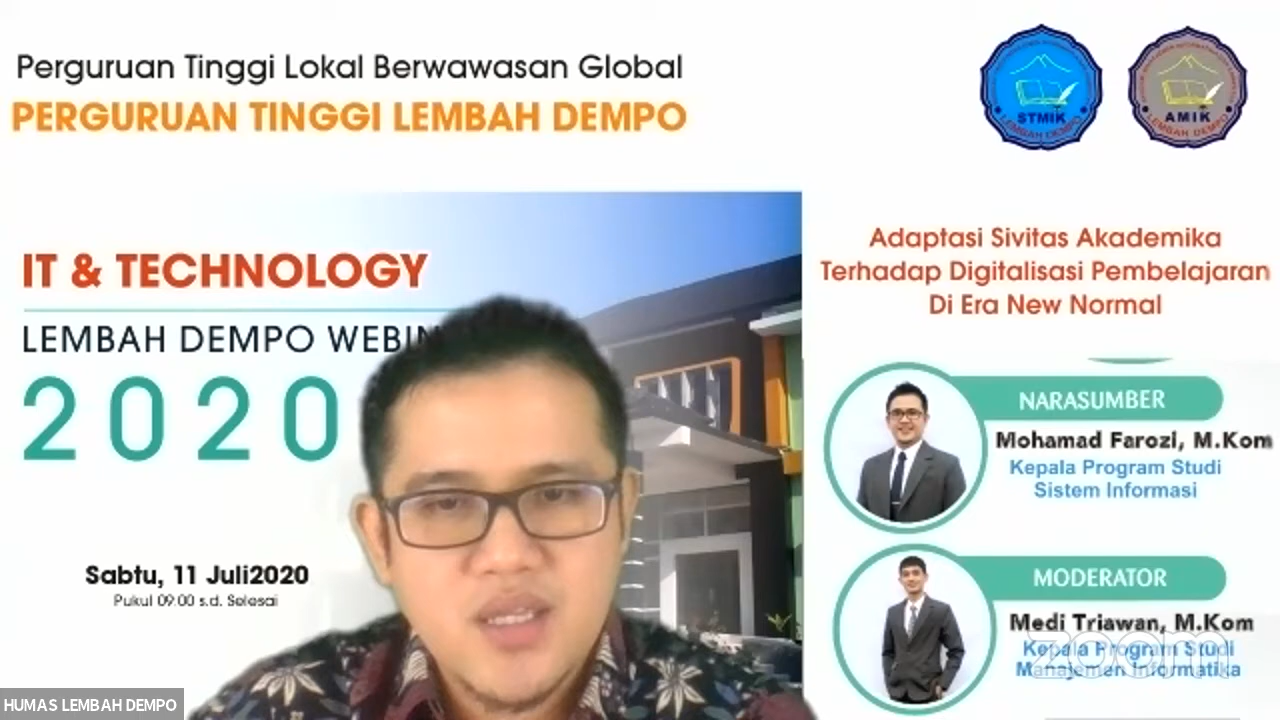 Perguruan Tinggi Lokal Berwawasan Global
PERGURUAN TINGGI LEMBAH DEMPO
STMIK
LEMBAH DEMPO
AMIK
LEMBAH DEMPO
IT & TECHNOLOGY
LEMBAH DEMPO WEBIN
2020
Sabtu, 11 Juli2020
Pukul 09:00 s.d. Selesai
Adaptasi Sivitas Akademika
Terhadap Digitalisasi Pembelajaran
Di Era New Normal
NARASUMBER
Mohamad Farozi, M.Kom
Kepala Program Studi
Sistem Informasi
MODERATOR
Medi Triawan, M.Kom
Kepala Program Studi
Manajemen Informatika
zoom
HUMAS LEMBAH DEMPO